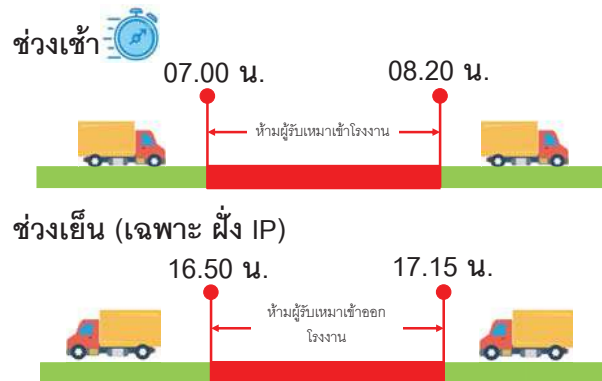 ช่วงเช้า
07.00 น. 08.20 น.
ห้ามผู้รับเหมาเข้าโรงงาน
ช่วงเย็น (เฉพาะ ฝั่ง IP)
16.50 น. 17.15 น.
ห้ามผู้รับเหมาเข้าออก
โรงงาน